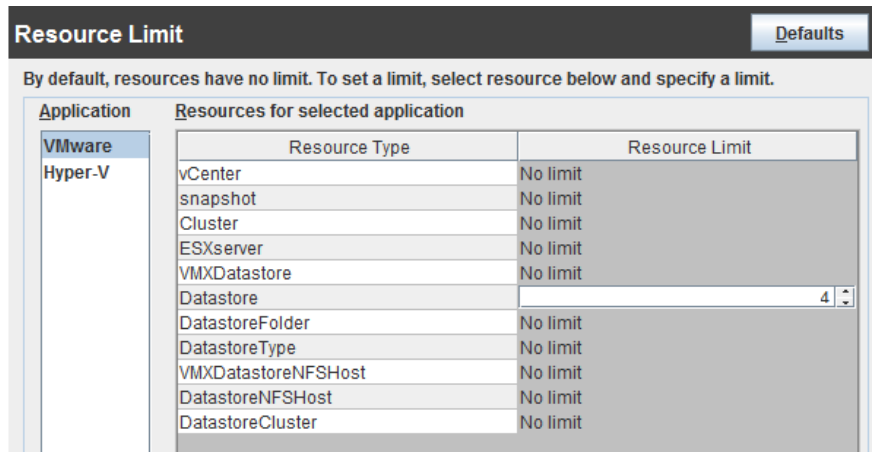 Resource Limit
Defaults
By default, resources have no limit. To set a limit, select resource below and specify a limit.
Application
Resources for selected application
VMware
Hyper-V
Resource Type Resource Limit
vCenter No limit
snapshot No limit
Cluster No limit
ESXserver No limit
VMXDatastore No limit
Datastore 4
DatastoreFolder No limit
DatastoreType No limit
VMXDatastoreNFSHost No limit
DatastoreNFSHost No limit
DatastoreCluster No limit